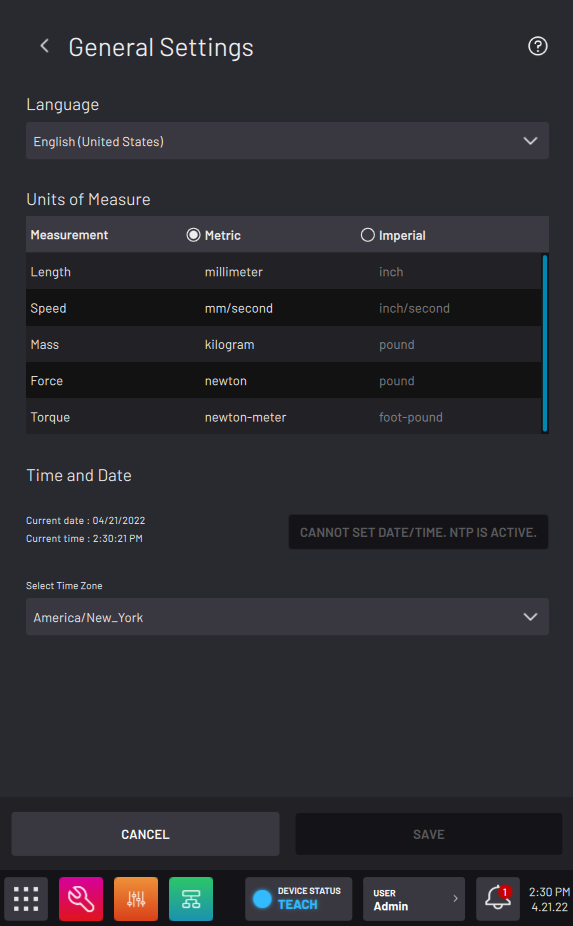 General Settings
Language
English (United States)
Units of Measure
Measurement Metric Imperial
Length millimeter inch
Speed mm/second inch/second
Mass kilogram pound
Force newton pound
Torque newton-meter foot-pound
Time and Date
Current date : 04/21/2022
Current time : 2:30:21 PM
CANNOT SET DATE/TIME. NTP IS ACTIVE.
Select Time Zone
America/New_York
CANCEL SAVE
DEVICE STATUS
TEACH
USER
Admin
1
2:30 PM
4.21.22